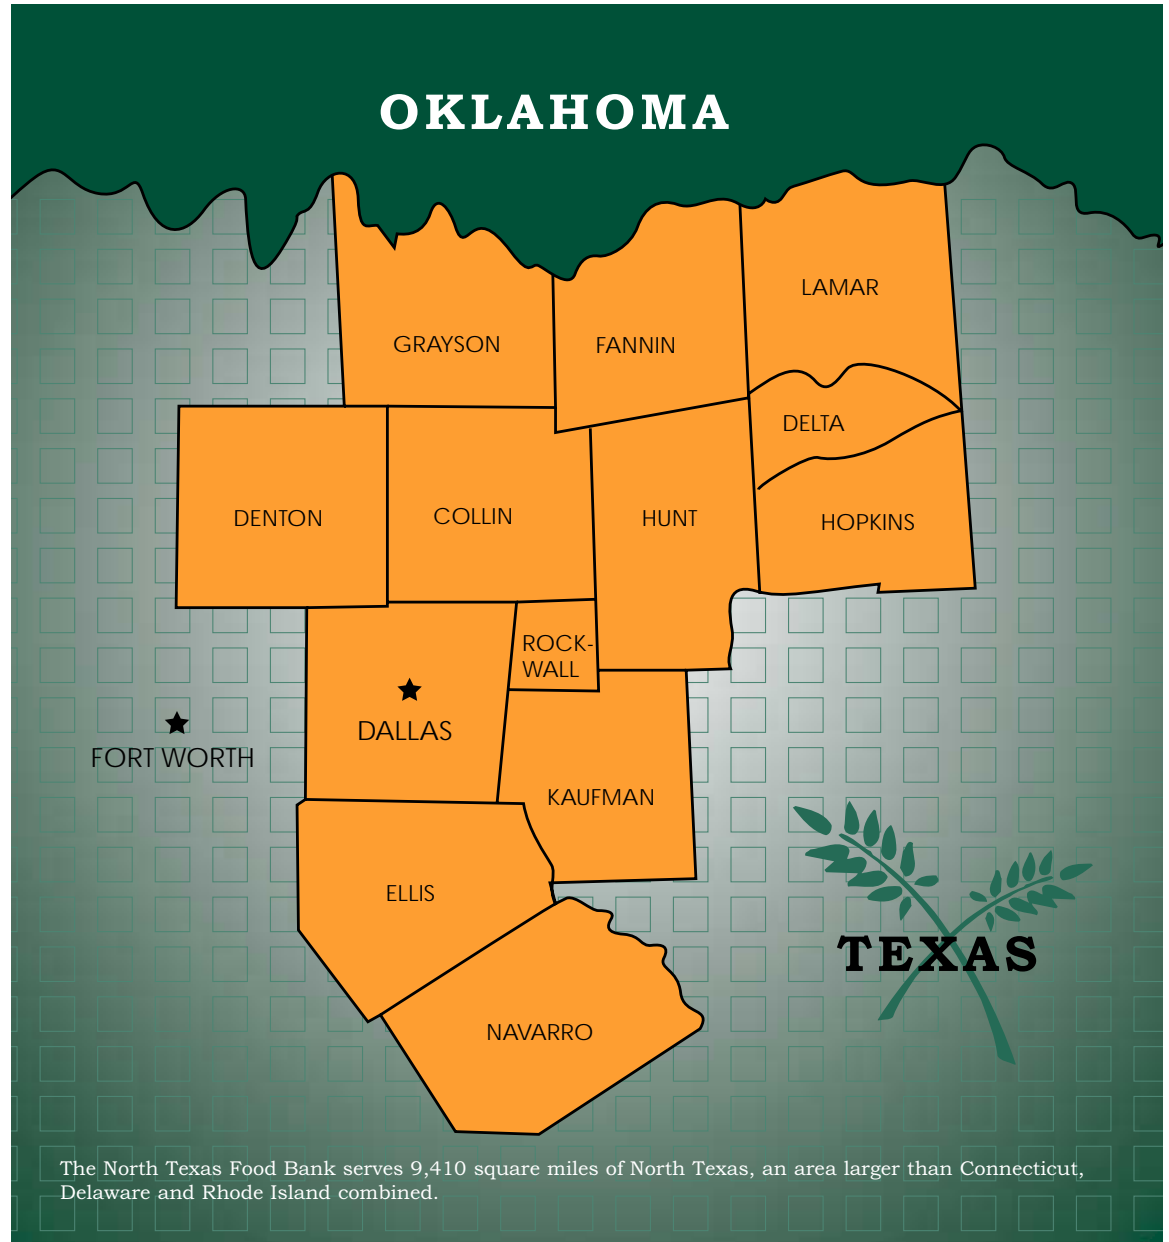 OKLAHOMA
LAMAR
GRAYSON
FANNIN
DELTA
DENTON
COLLIN
HUNT
HOPKINS
ROCK-
WALL
DALLAS
FORT WORTH
KAUFMAN
ELLIS
TEXAS
NAVARRO
The North Texas Food Bank serves 9,410 square miles of North Texas, an area larger than Connecticut,
Delaware and Rhode Island combined.